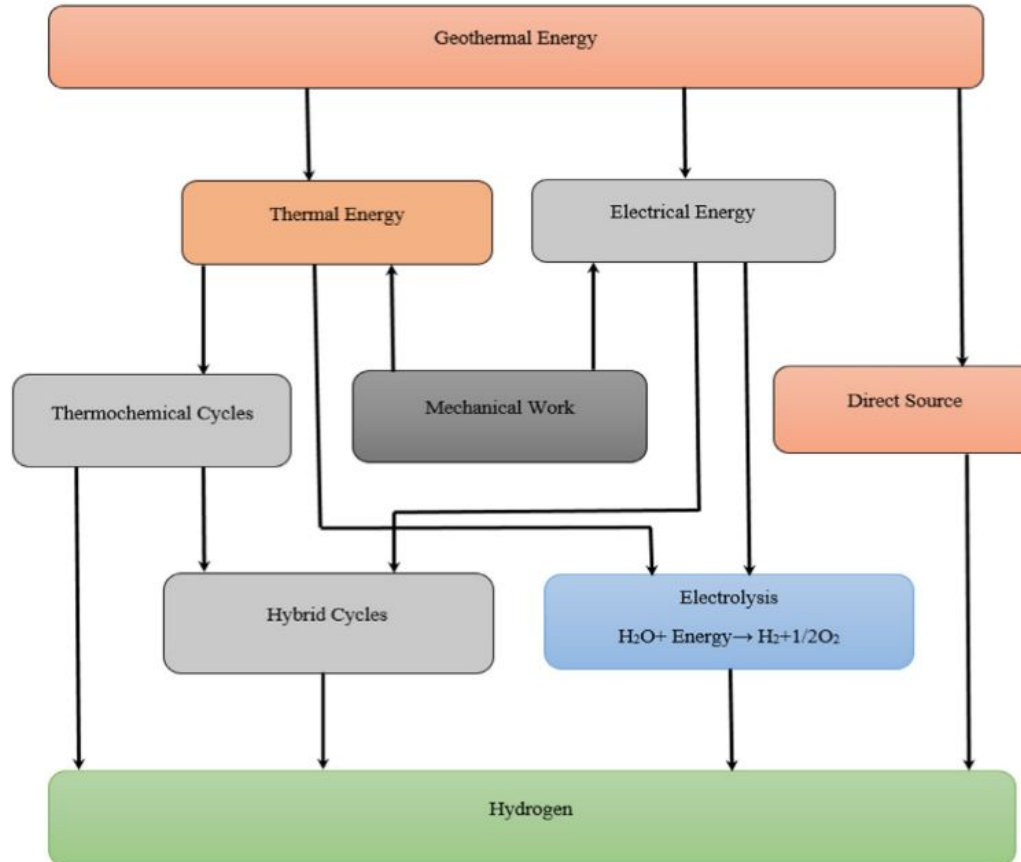 Geothermal Energy
Thermal Energy
Electrical Energy
Thermochemical Cycles
Mechanical Work
Direct Source
Hybrid Cycles
Electrolysis
H₂O+ Energy→ H₂+1/2O₂
Hydrogen